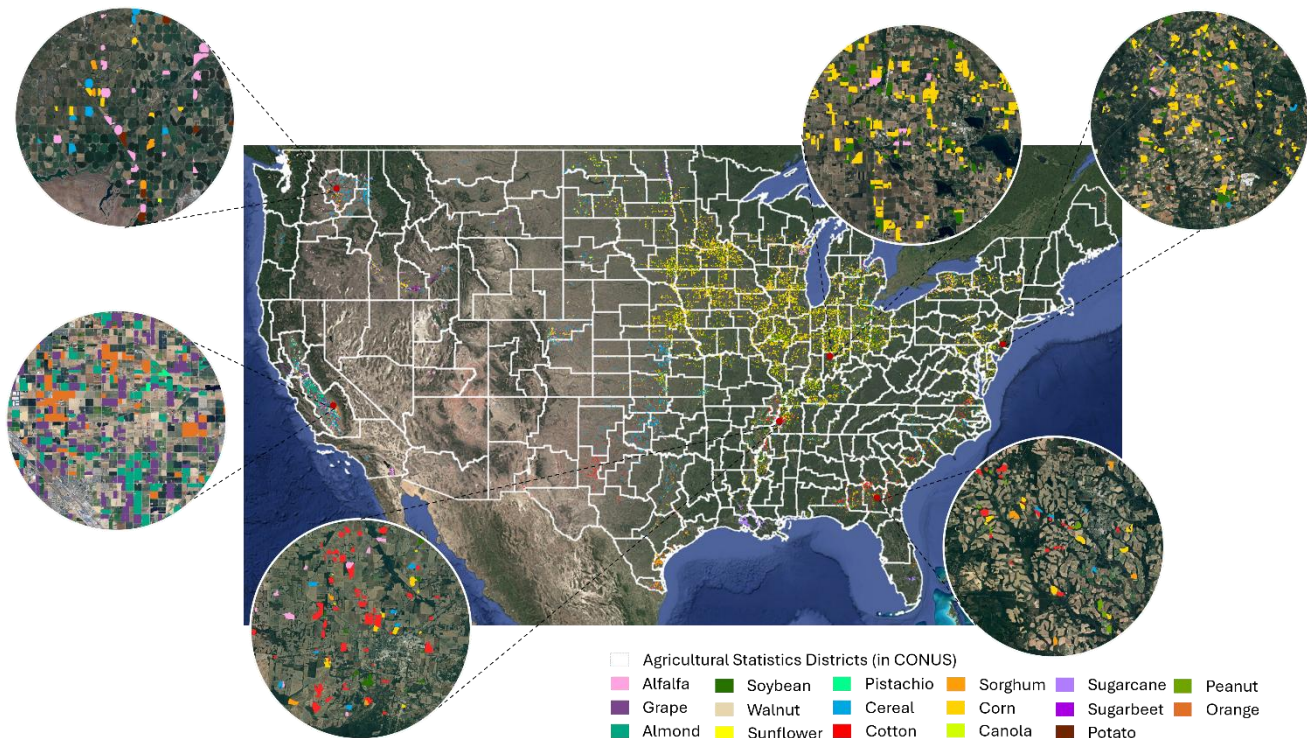 Agricultural Statistics Districts (in CONUS)
Alfalfa Soybean Pistachio Sorghum Sugarcane Peanut
Grape Walnut Cereal Corn Sugarbeet Orange
Almond Sunflower Cotton Canola Potato